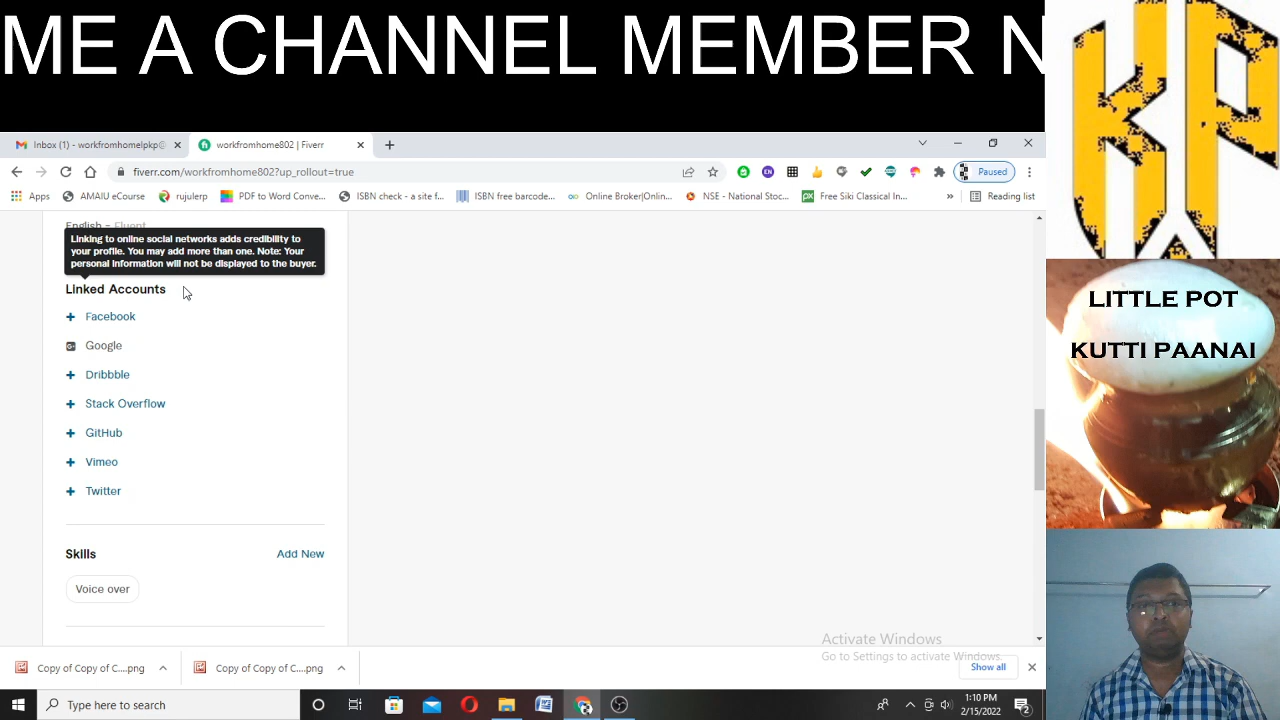 ME A CHANNEL MEMBER N
KP
Inbox (1) - workfromhomelpkp@
workfromhome802 | Fiverr
fiverr.com/workfromhome802?up_rollout=true
Paused
Apps
AMAIU eCourse
rujulerp
PDF to Word Conve...
ISBN check - a site f...
ISBN free barcode...
Online Broker|Onlin...
NSE - National Stoc...
Free Siki Classical In...
»
Reading list
English - Fluent
Linking to online social networks adds credibility to
your profile. You may add more than one. Note: Your
personal information will not be displayed to the buyer.
Linked Accounts
+ Facebook
Google
+ Dribbble
+ Stack Overflow
+ GitHub
+ Vimeo
+ Twitter
Skills
Add New
Voice over
LITTLE POT
KUTTI PAANAI
Activate Windows
Go to Settings to activate Windows.
Copy of Copy of C....png
Copy of Copy of C....png
Show all
Type here to search
1:10 PM
2/15/2022
2